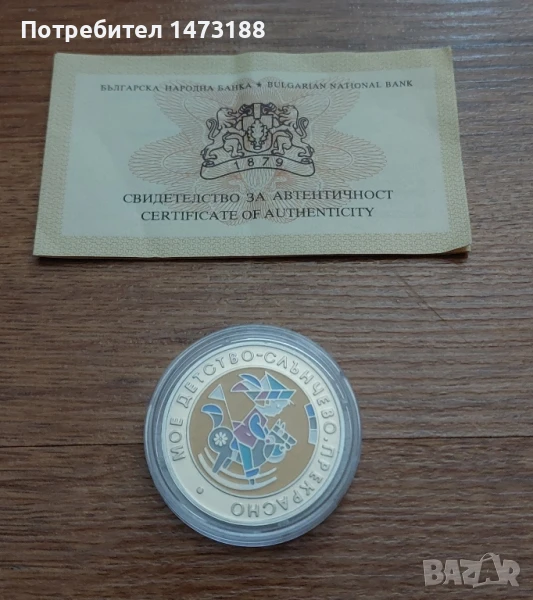 Потребител 1473188
БЪЛГАРСКА НАРОДНА БАНКА ★ BULGARIAN NATIONAL BANK
1879
СВИДЕТЕЛСТВО ЗА АВТЕНТИЧНОСТ
CERTIFICATE OF AUTHENTICITY
МОЕ ДЕТСТВО-СЛЪНЧЕВО, ПРЕКРАСНО
BAZAR